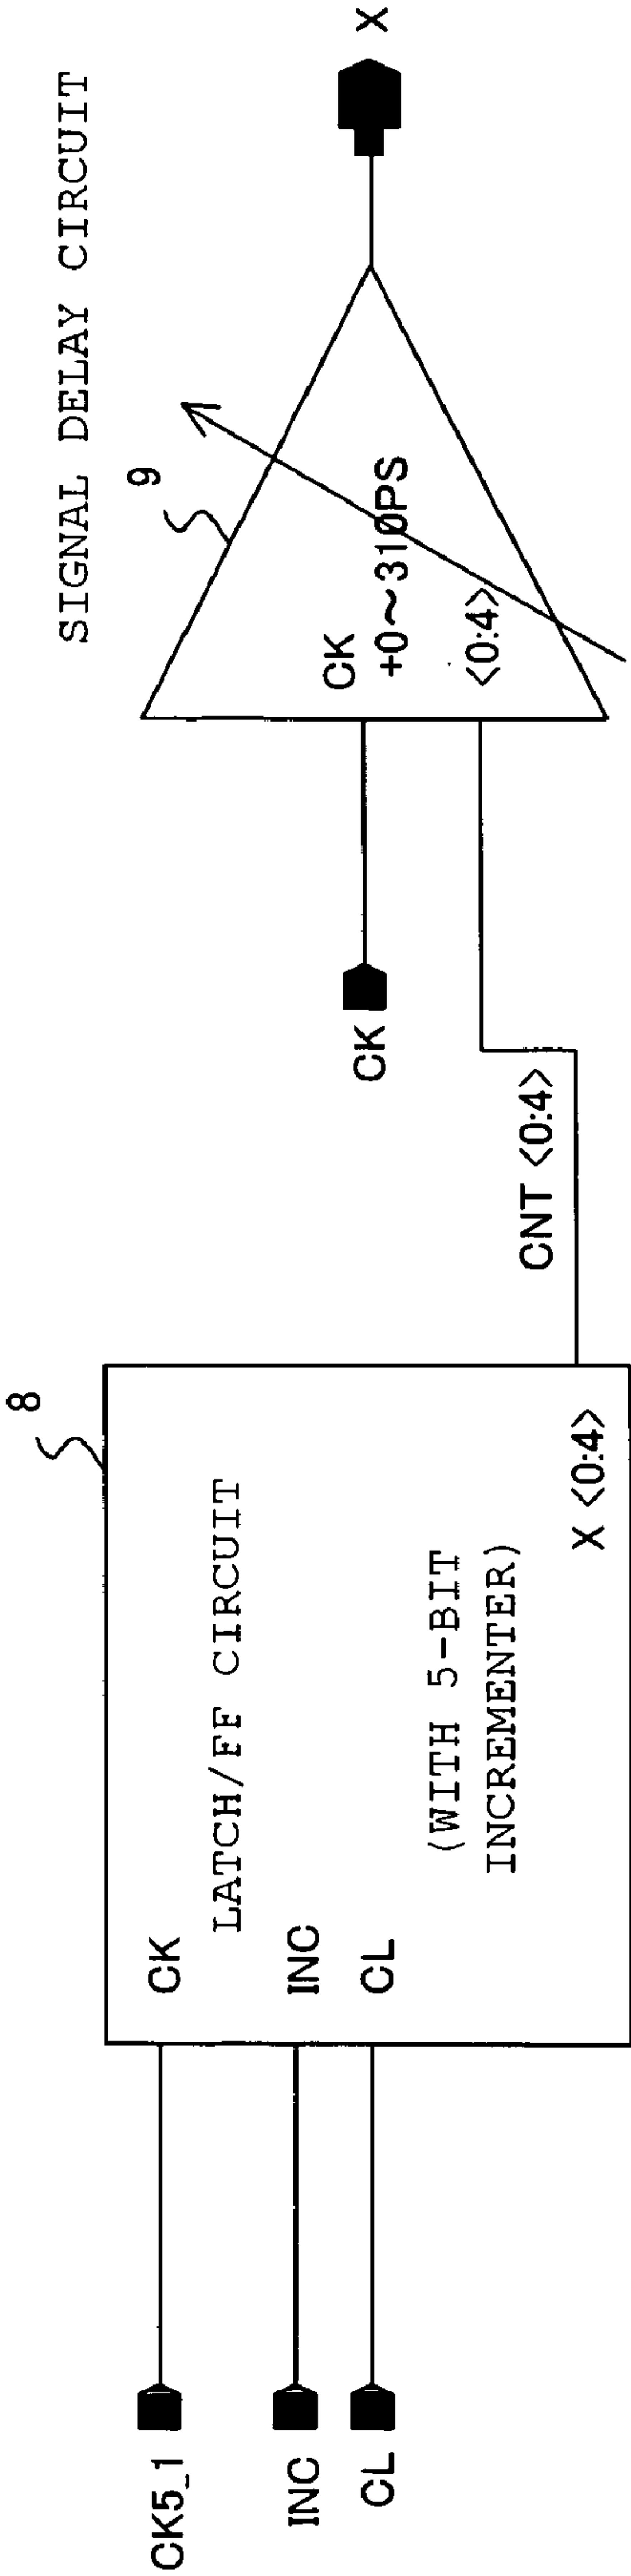 SIGNAL DELAY CIRCUIT
8
9
CK5_1
INC
CL
CK
LATCH/FF CIRCUIT
INC
CL
(WITH 5-BIT
INCREMENTER)
X <0:4>
CNT <0:4>
CK
CK
+0~310PS
<0:4>
X